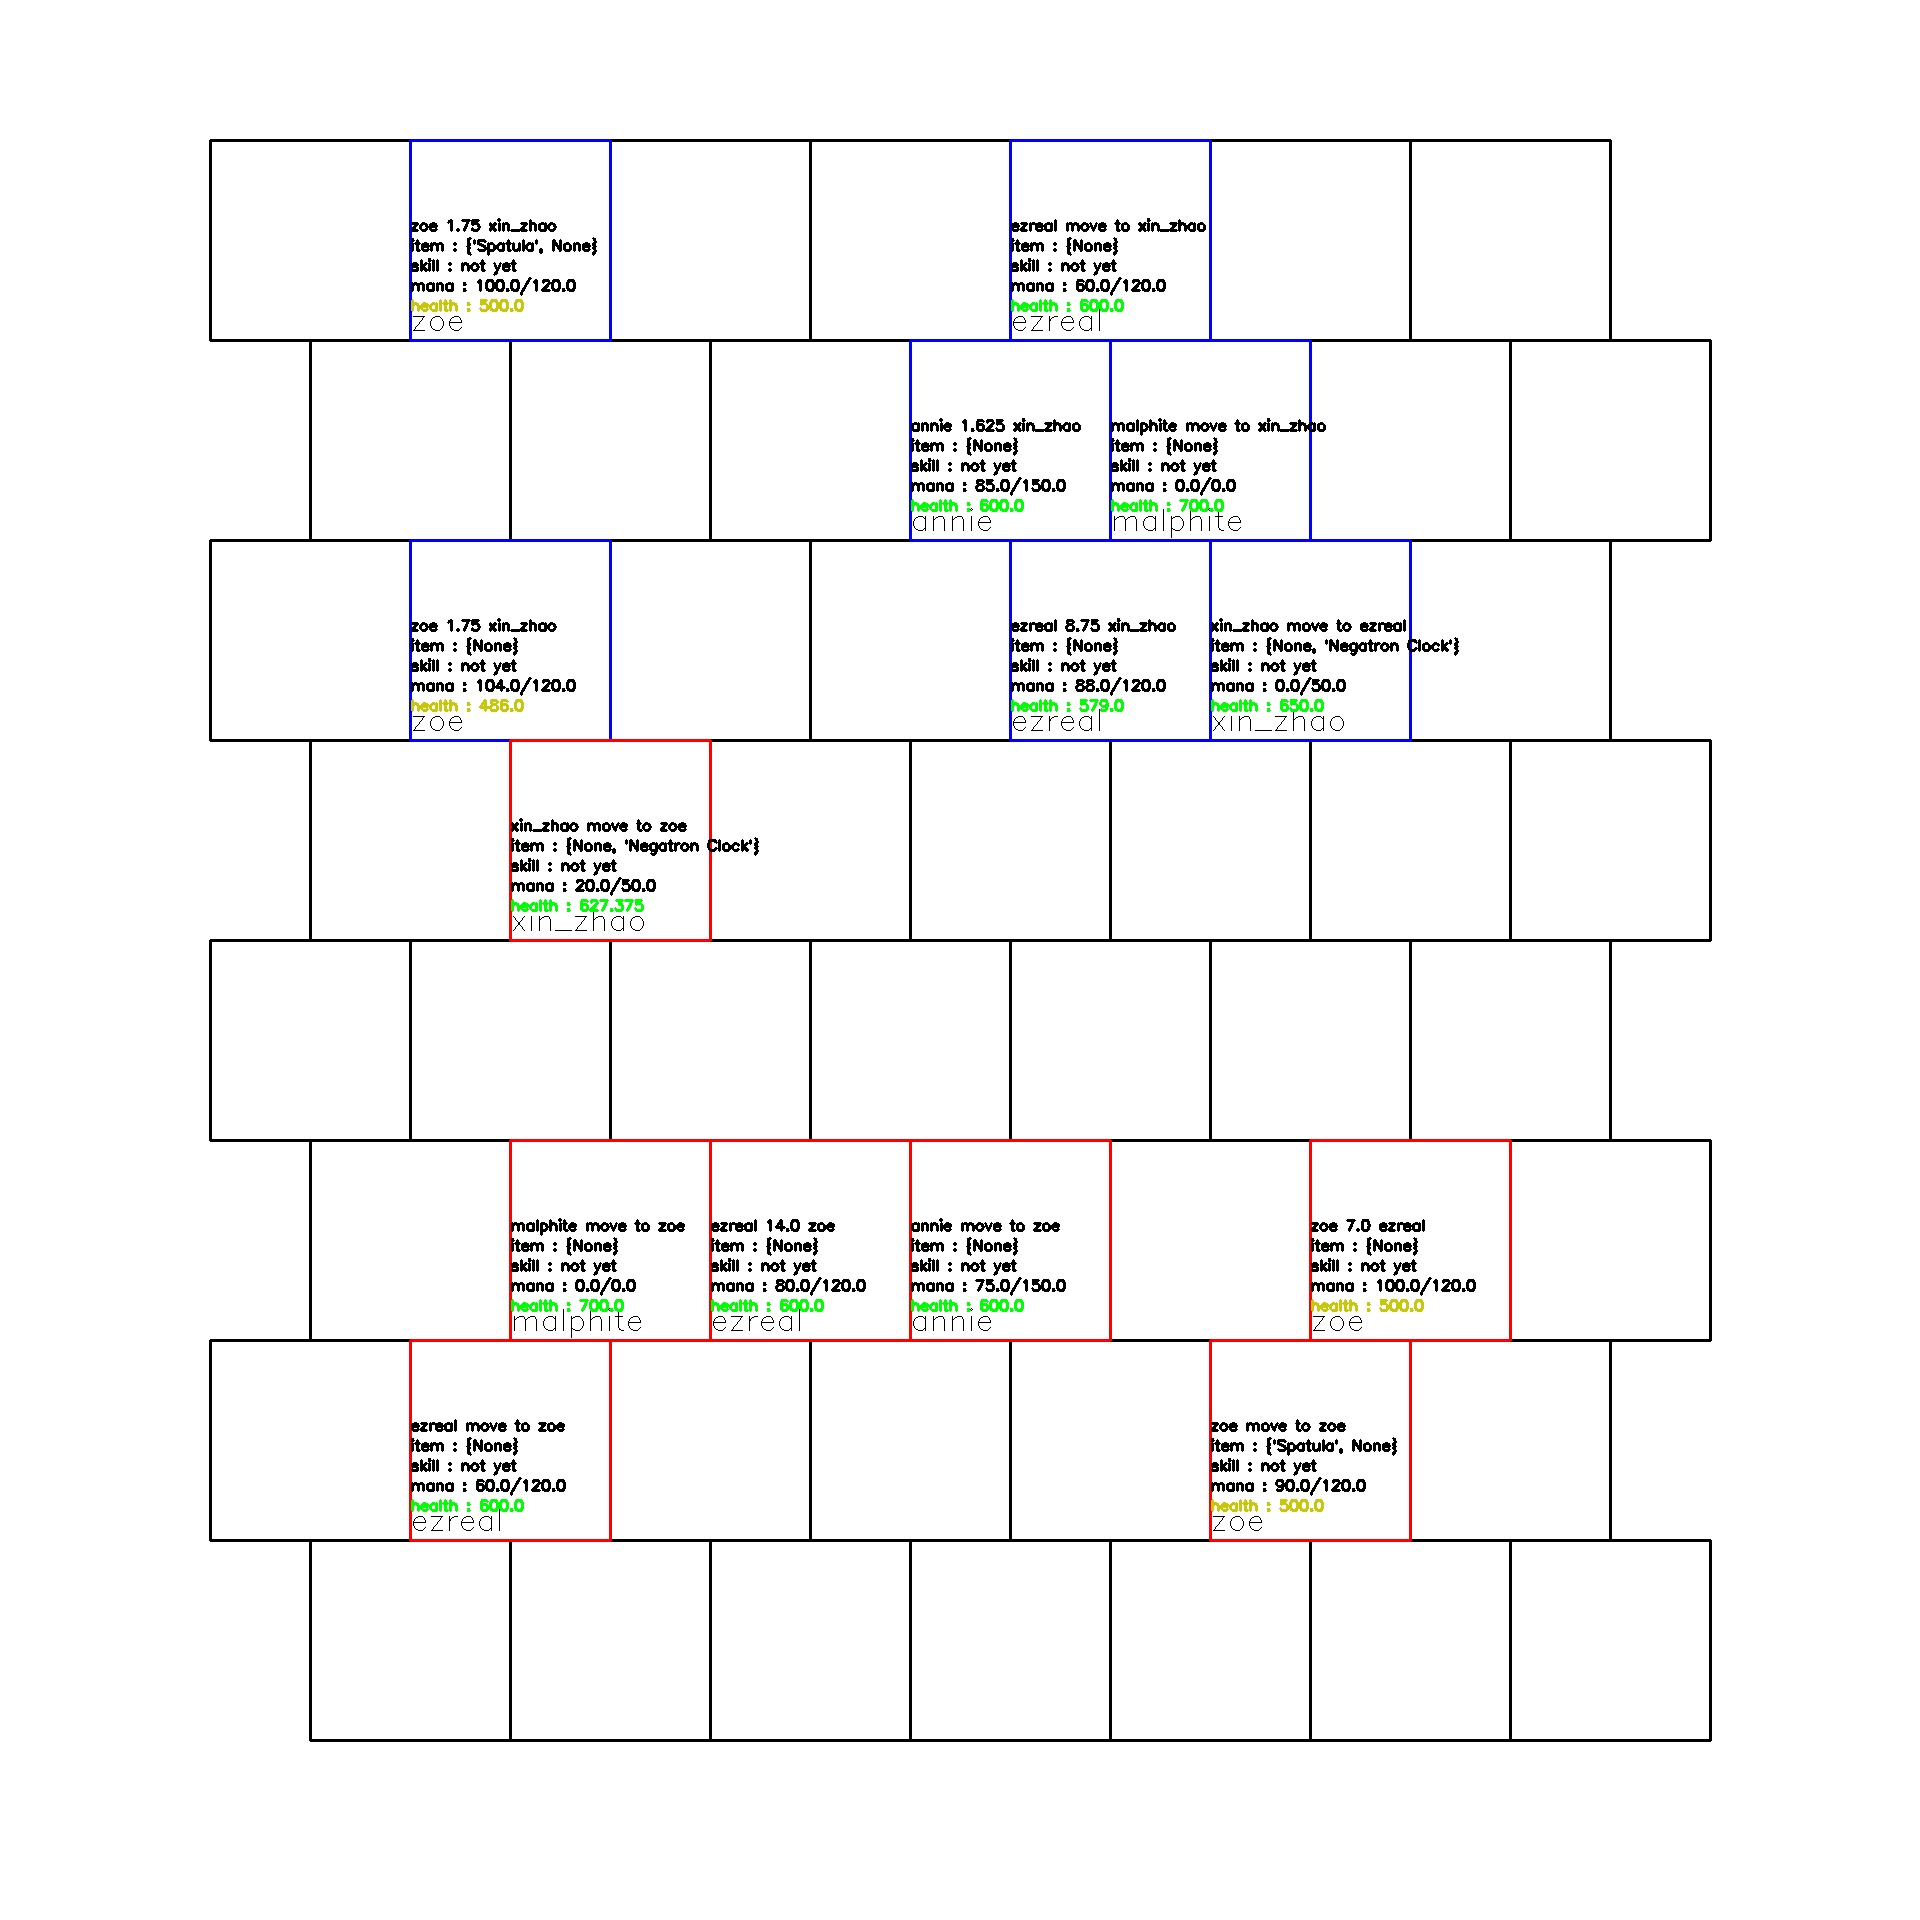 zoe 1.75 xin_zhao
item : {'Spatula', None}
skill : not yet
mana : 100.0/120.0
health : 500.0
zoe
ezreal move to xin_zhao
item : {None}
skill : not yet
mana : 60.0/120.0
health : 600.0
ezreal
annie 1.625 xin_zhao
item : {None}
skill : not yet
mana : 85.0/150.0
health : 600.0
annie
malphite move to xin_zhao
item : {None}
skill : not yet
mana : 0.0/0.0
health : 700.0
malphite
zoe 1.75 xin_zhao
item : {None}
skill : not yet
mana : 104.0/120.0
health : 486.0
zoe
ezreal 8.75 xin_zhao
item : {None}
skill : not yet
mana : 88.0/120.0
health : 579.0
ezreal
xin_zhao move to ezreal
item : {None, 'Negatron Clock'}
skill : not yet
mana : 0.0/50.0
health : 650.0
xin_zhao
xin_zhao move to zoe
item : {None, 'Negatron Clock'}
skill : not yet
mana : 20.0/50.0
health : 627.375
xin_zhao
malphite move to zoe
item : {None}
skill : not yet
mana : 0.0/0.0
health : 700.0
malphite
ezreal 14.0 zoe
item : {None}
skill : not yet
mana : 80.0/120.0
health : 600.0
ezreal
annie move to zoe
item : {None}
skill : not yet
mana : 75.0/150.0
health : 600.0
annie
zoe 7.0 ezreal
item : {None}
skill : not yet
mana : 100.0/120.0
health : 500.0
zoe
ezreal move to zoe
item : {None}
skill : not yet
mana : 60.0/120.0
health : 600.0
ezreal
zoe move to zoe
item : {'Spatula', None}
skill : not yet
mana : 90.0/120.0
health : 500.0
zoe